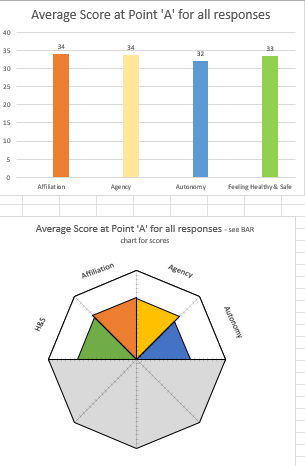 Average Score at Point 'A' for all responses
40
35
30
25
20
15
10
5
0
34
34
32
33
Affiliation
Agency
Autonomy
Feeling Healthy & Safe
Average Score at Point 'A' for all responses - see BAR
chart for scores
Affiliation
Agency
H&S
Autonomy